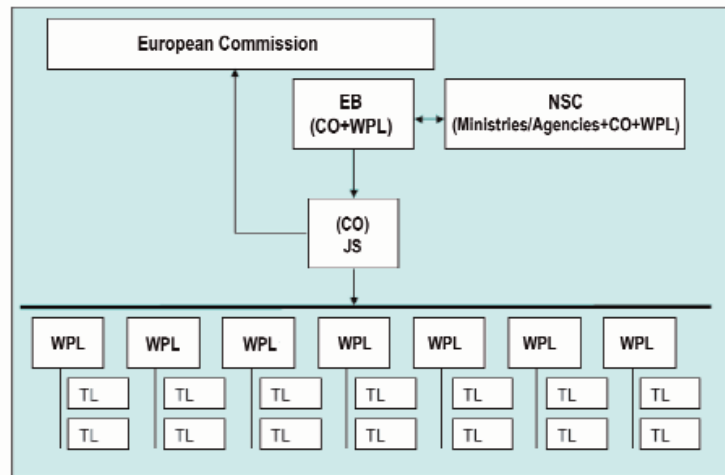 European Commission
EB
(CO+WPL)
NSC
(Ministries/Agencies+CO+WPL)
(CO)
JS
WPL WPL WPL WPL WPL WPL WPL
TL TL TL TL TL TL TL
TL TL TL TL TL TL TL